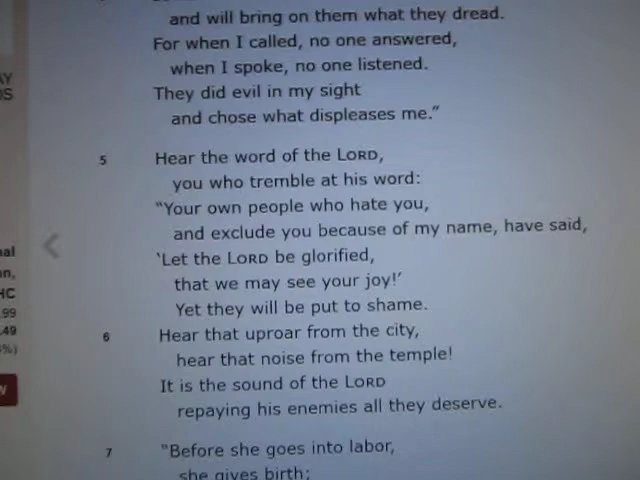 and will bring on them what they dread.
For when I called, no one answered,
when I spoke, no one listened.
They did evil in my sight
and chose what displeases me."
5 Hear the word of the LORD,
you who tremble at his word:
"Your own people who hate you,
and exclude you because of my name, have said,
'Let the LORD be glorified,
that we may see your joy!'
Yet they will be put to shame.
6 Hear that uproar from the city,
hear that noise from the temple!
It is the sound of the LORD
repaying his enemies all they deserve.
7 "Before she goes into labor,
she gives birth;